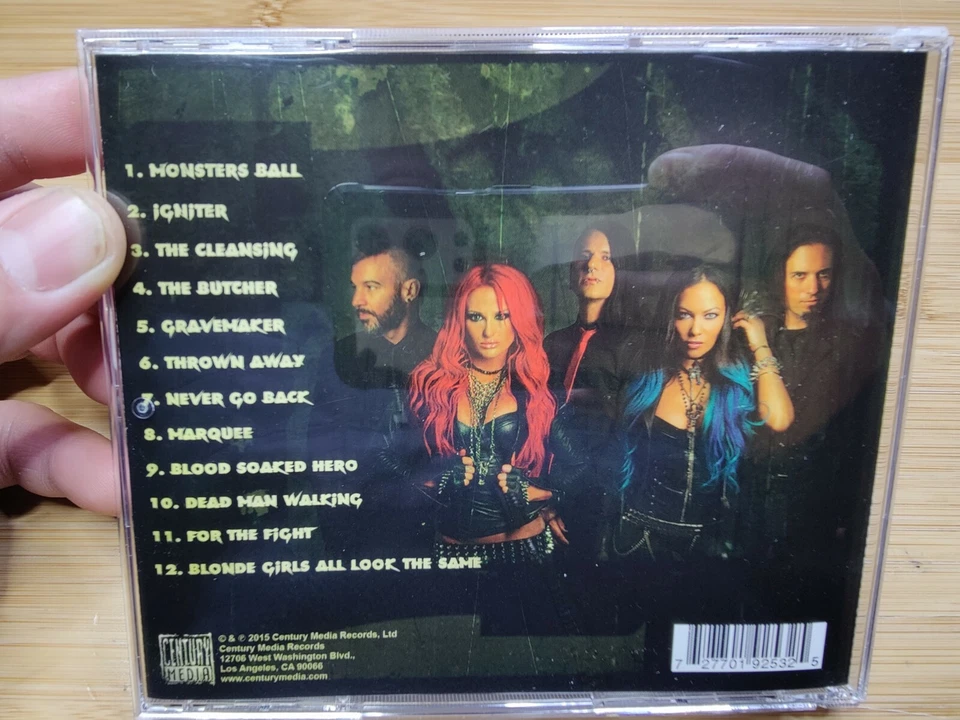 1. MONSTERS BALL
2. IGNITER
3. THE CLEANSING
4. THE BUTCHER
5. GRAVEMAKER
6. THROWN AWAY
7. NEVER GO BACK
8. MARQUEE
9. BLOOD SOAKED HERO
10. DEAD MAN WALKING
11. FOR THE FIGHT
12. BLONDE GIRLS ALL LOOK THE SAME
CENTURY
MEDIA
© & ℗ 2015 Century Media Records, Ltd
Century Media Records
12706 West Washington Blvd.,
Los Angeles, CA 90066
www.centurymedia.com
7 27701 92532 5